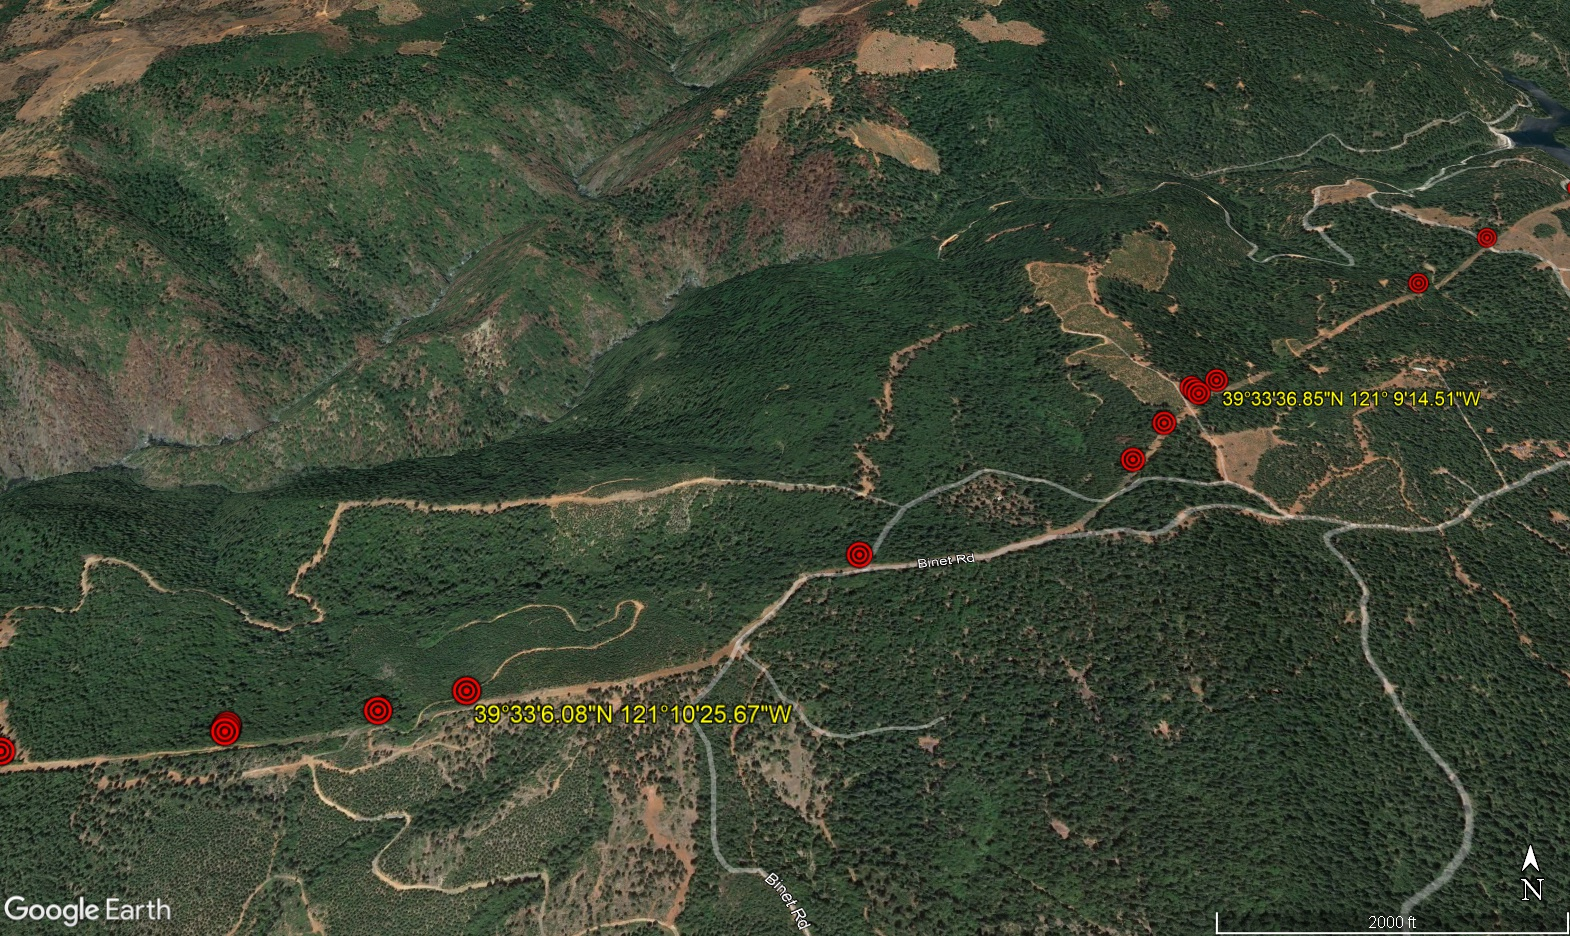 39°33'36.85"N 121° 9'14.51"W
Binet Rd
39°33'6.08"N 121°10'25.67"W
Binet Rd
Google Earth
N
2000 ft